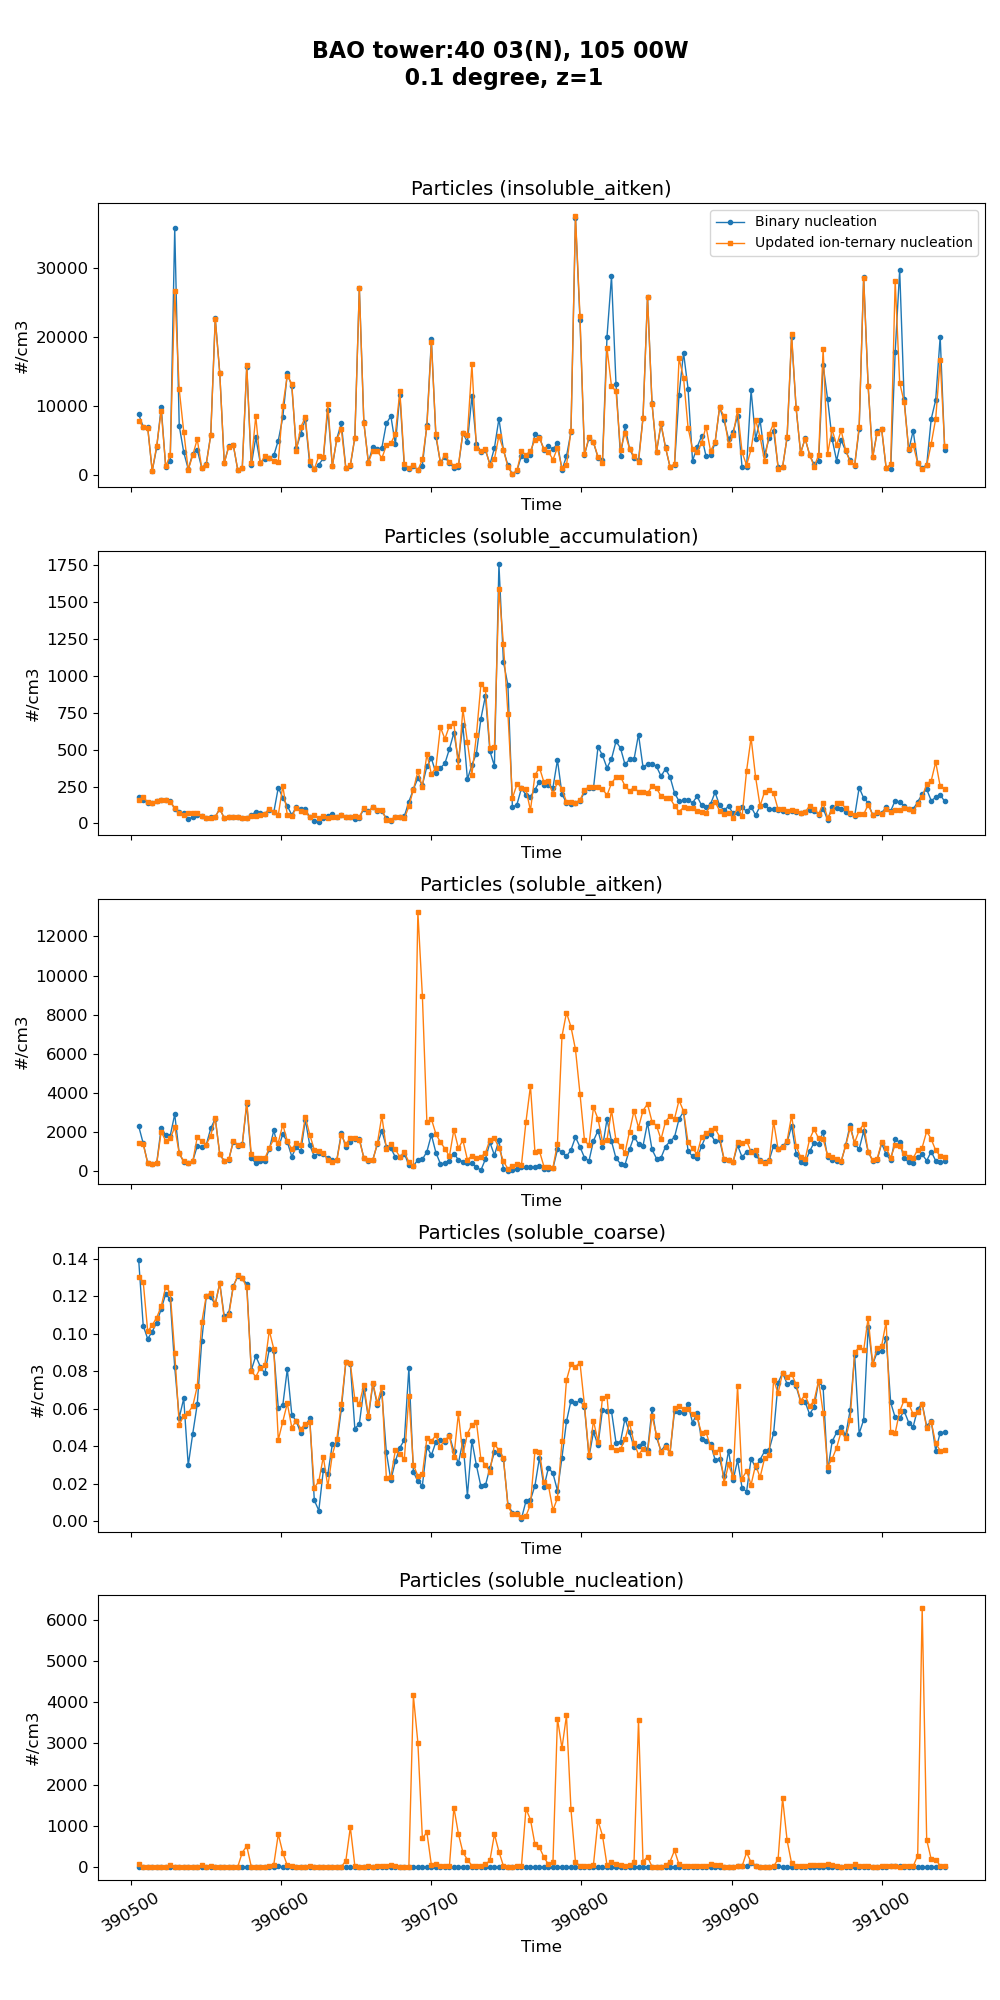 BAO tower:40 03(N), 105 00W
0.1 degree, z=1
Particles (insoluble_aitken)
Binary nucleation
Updated ion-ternary nucleation
30000
20000
10000
0
#/cm3
Time
Particles (soluble_accumulation)
1750
1500
1250
1000
750
500
250
0
#/cm3
Time
Particles (soluble_aitken)
12000
10000
8000
6000
4000
2000
0
#/cm3
Time
Particles (soluble_coarse)
0.14
0.12
0.10
0.08
0.06
0.04
0.02
0.00
#/cm3
Time
Particles (soluble_nucleation)
6000
5000
4000
3000
2000
1000
0
#/cm3
390500
390600
390700
390800
390900
391000
Time